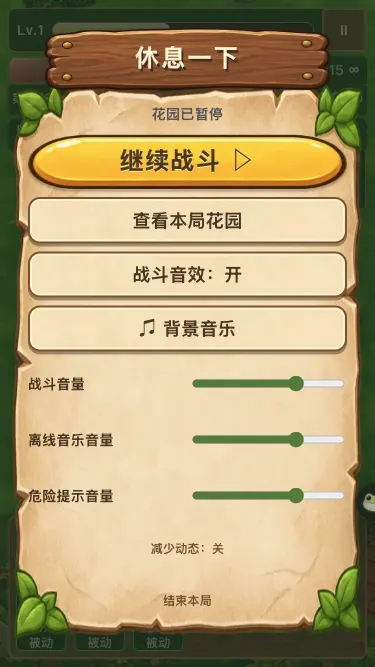 Lv.1
休息一下
15 ∞
花园已暂停
继续战斗 ▷
查看本局花园
战斗音效：开
♫ 背景音乐
战斗音量
离线音乐音量
危险提示音量
减少动态：关
结束本局
被动 被动 被动